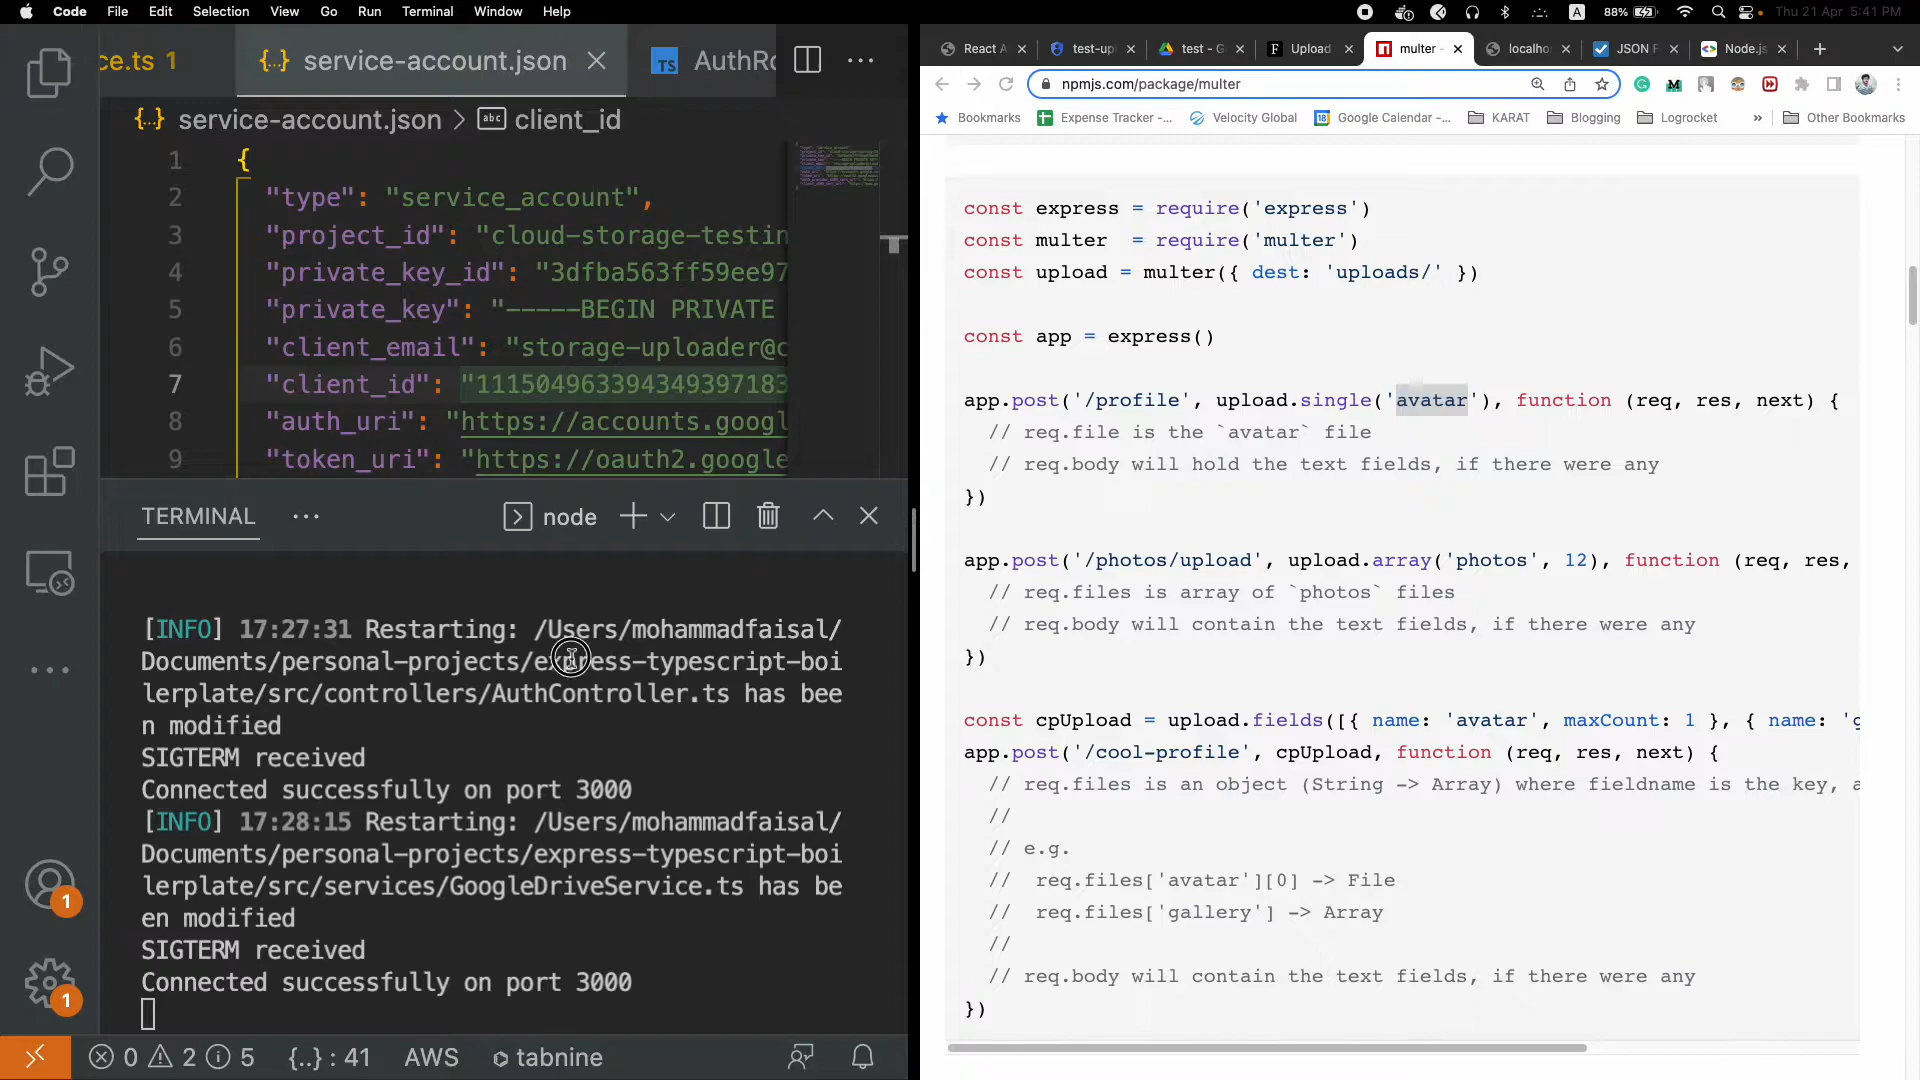 Code File Edit Selection View Go Run Terminal Window Help
A 88% Thu 21 Apr 5:41 PM
ce.ts 1 {..} service-account.json TS AuthRo
{..} service-account.json > abc client_id
1 {
2 "type": "service_account",
3 "project_id": "cloud-storage-testin
4 "private_key_id": "3dfba563ff59ee97
5 "private_key": "-----BEGIN PRIVATE
6 "client_email": "storage-uploader@c
7 "client_id": "111504963394349397183
8 "auth_uri": "https://accounts.googl
9 "token_uri": "https://oauth2.google
TERMINAL
node
[INFO] 17:27:31 Restarting: /Users/mohammadfaisal/
Documents/personal-projects/express-typescript-boi
lerplate/src/controllers/AuthController.ts has bee
n modified
SIGTERM received
Connected successfully on port 3000
[INFO] 17:28:15 Restarting: /Users/mohammadfaisal/
Documents/personal-projects/express-typescript-boi
lerplate/src/services/GoogleDriveService.ts has be
en modified
SIGTERM received
Connected successfully on port 3000
1
1
0 2 5 {..} : 41 AWS tabnine
React A test-upl test - G Upload multer - localho JSON F Node.js
npmjs.com/package/multer
Bookmarks Expense Tracker -... Velocity Global Google Calendar -... KARAT Blogging Logrocket » Other Bookmarks
const express = require('express')
const multer = require('multer')
const upload = multer({ dest: 'uploads/' })
const app = express()
app.post('/profile', upload.single('avatar'), function (req, res, next) {
// req.file is the `avatar` file
// req.body will hold the text fields, if there were any
})
app.post('/photos/upload', upload.array('photos', 12), function (req, res,
// req.files is array of `photos` files
// req.body will contain the text fields, if there were any
})
const cpUpload = upload.fields([{ name: 'avatar', maxCount: 1 }, { name: 'g
app.post('/cool-profile', cpUpload, function (req, res, next) {
// req.files is an object (String -> Array) where fieldname is the key, a
//
// e.g.
// req.files['avatar'][0] -> File
// req.files['gallery'] -> Array
//
// req.body will contain the text fields, if there were any
})